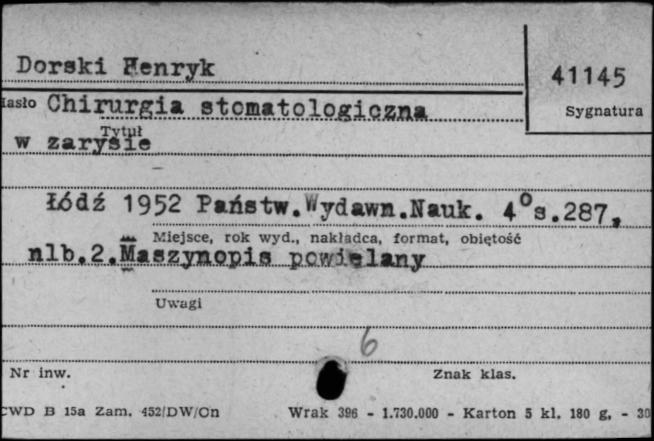 Dorski Henryk
41145
Hasło Chirurgia stomatologiczna
Sygnatura
Tytuł
w zarysie
Łódź 1952 Państw.Wydawn.Nauk. 4°s.287,
Miejsce, rok wyd., nakładca, format, objętość
nlb.2.Maszynopis powielany
Uwagi
6
Nr inw.
Znak klas.
CWD B 15a Zam. 452/DW/Cn Wrak 396 - 1.730.000 - Karton 5 kl. 180 g. - 30